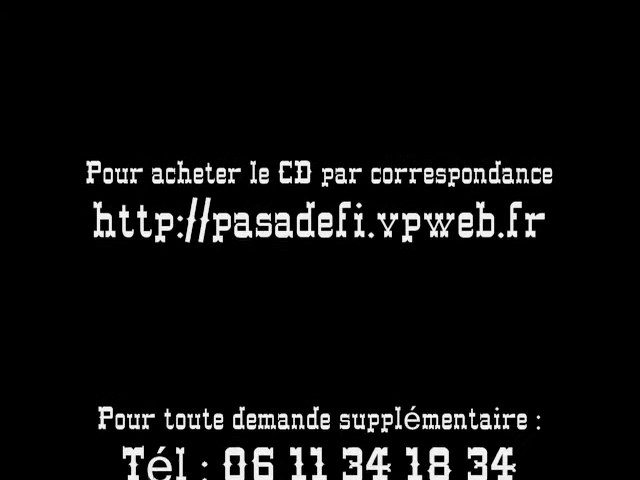 Pour acheter le CD par correspondance
http://pasadefi.vpweb.fr
Pour toute demande supplémentaire :
Tél : 06 11 34 18 34